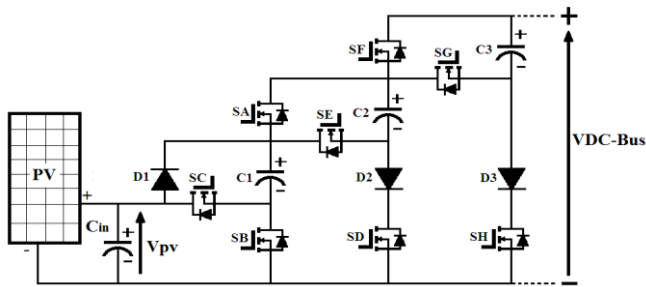 SF
SG
C3
+
-
+
SA
SE
C2
+
-
VDC-Bus
PV
D1
SC
C1
+
-
D2
D3
+
Cin
+
-
Vpv
SB
SD
SH
-
-